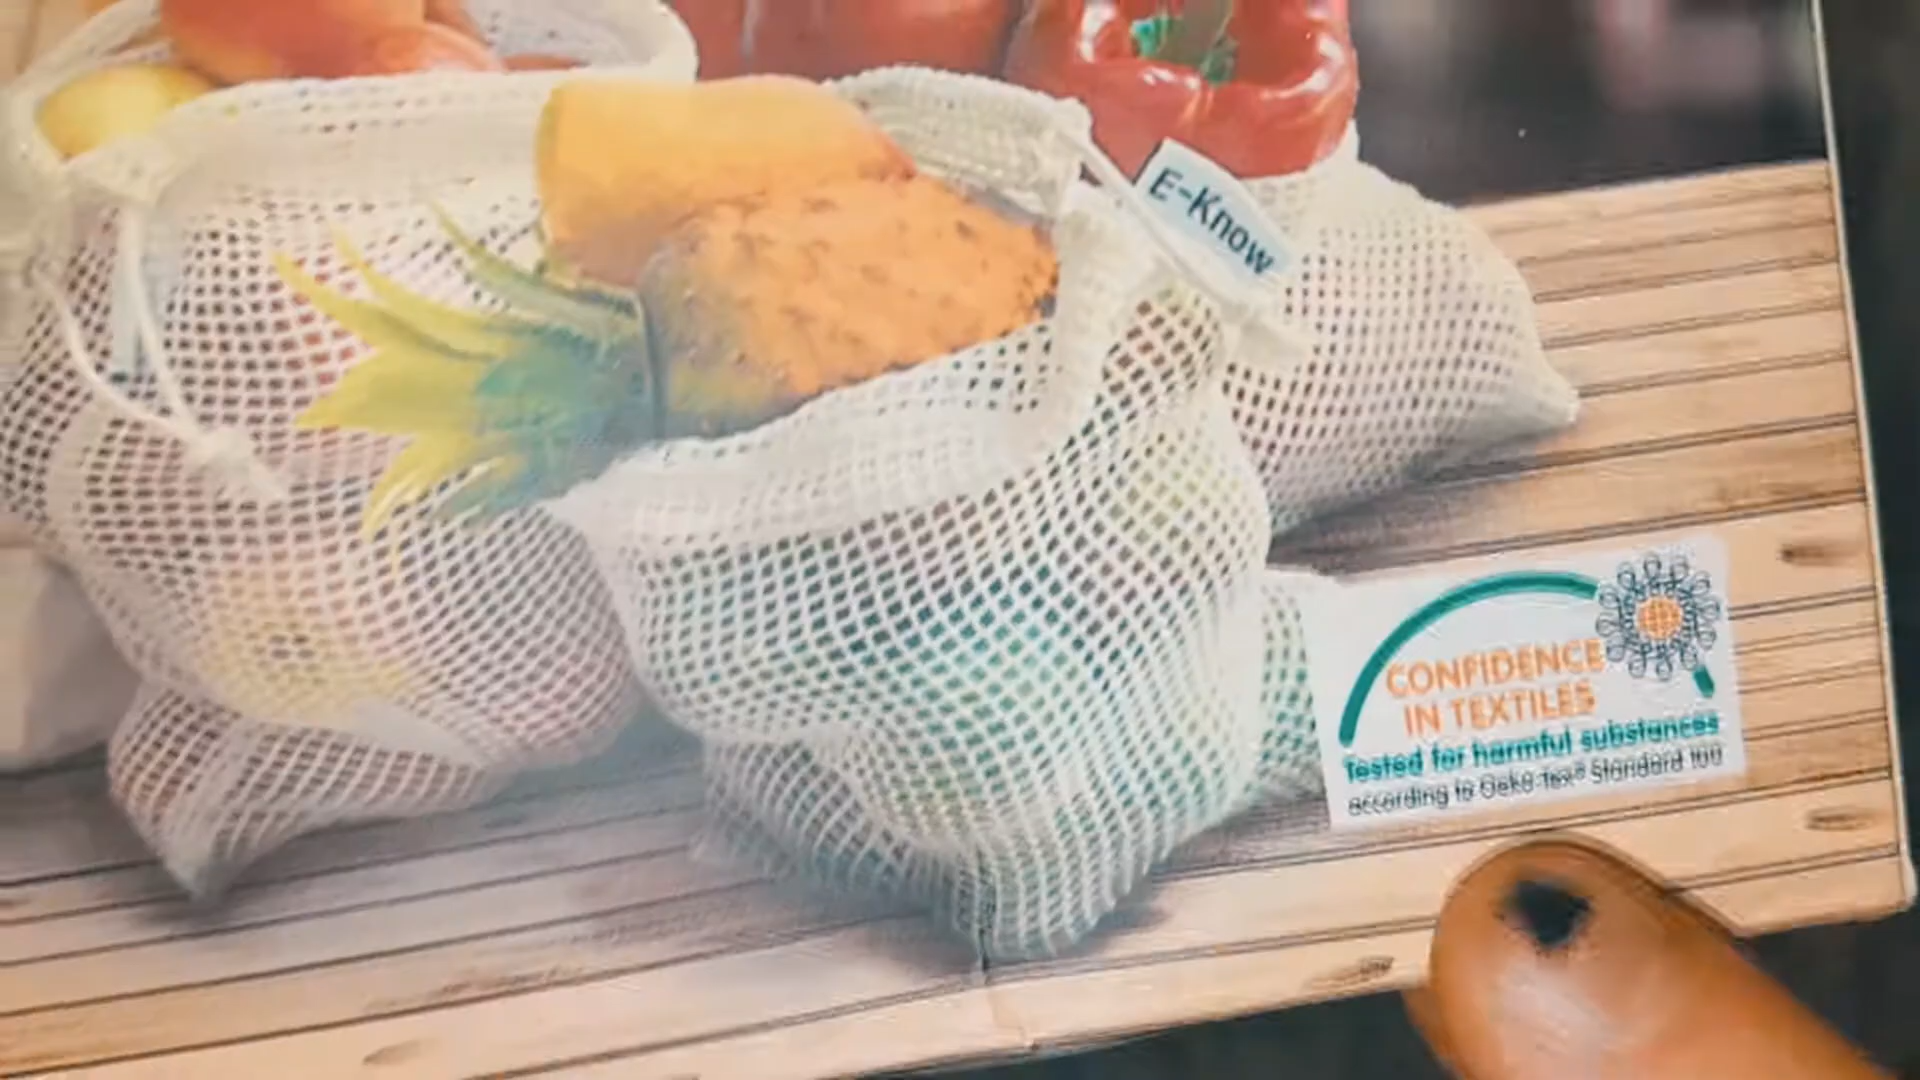 E-Know
CONFIDENCE
IN TEXTILES
Tested for harmful substances
according to Oeko-Tex® Standard 100